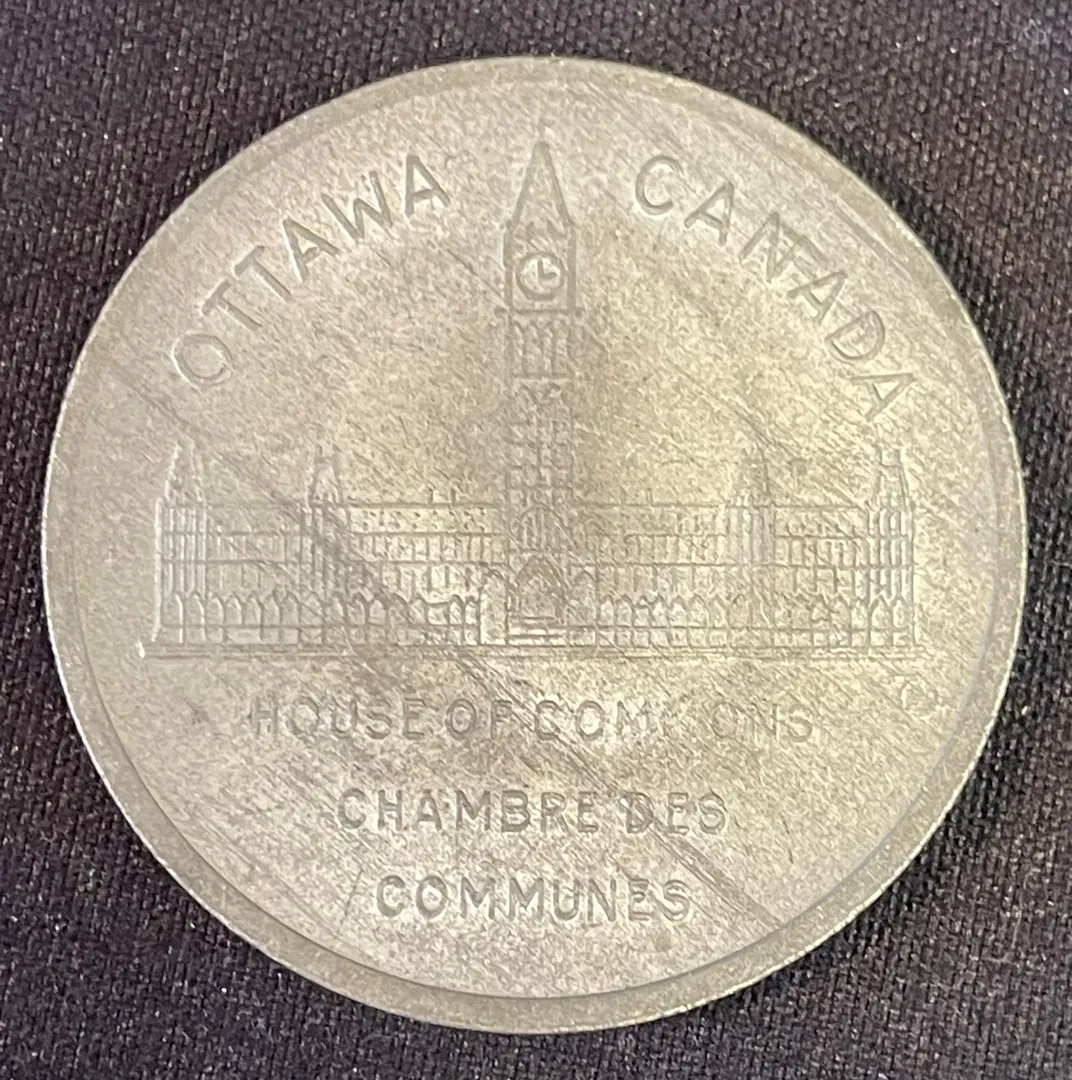 OTTAWA CANADA
HOUSE OF COMMONS
CHAMBRE DES
COMMUNES